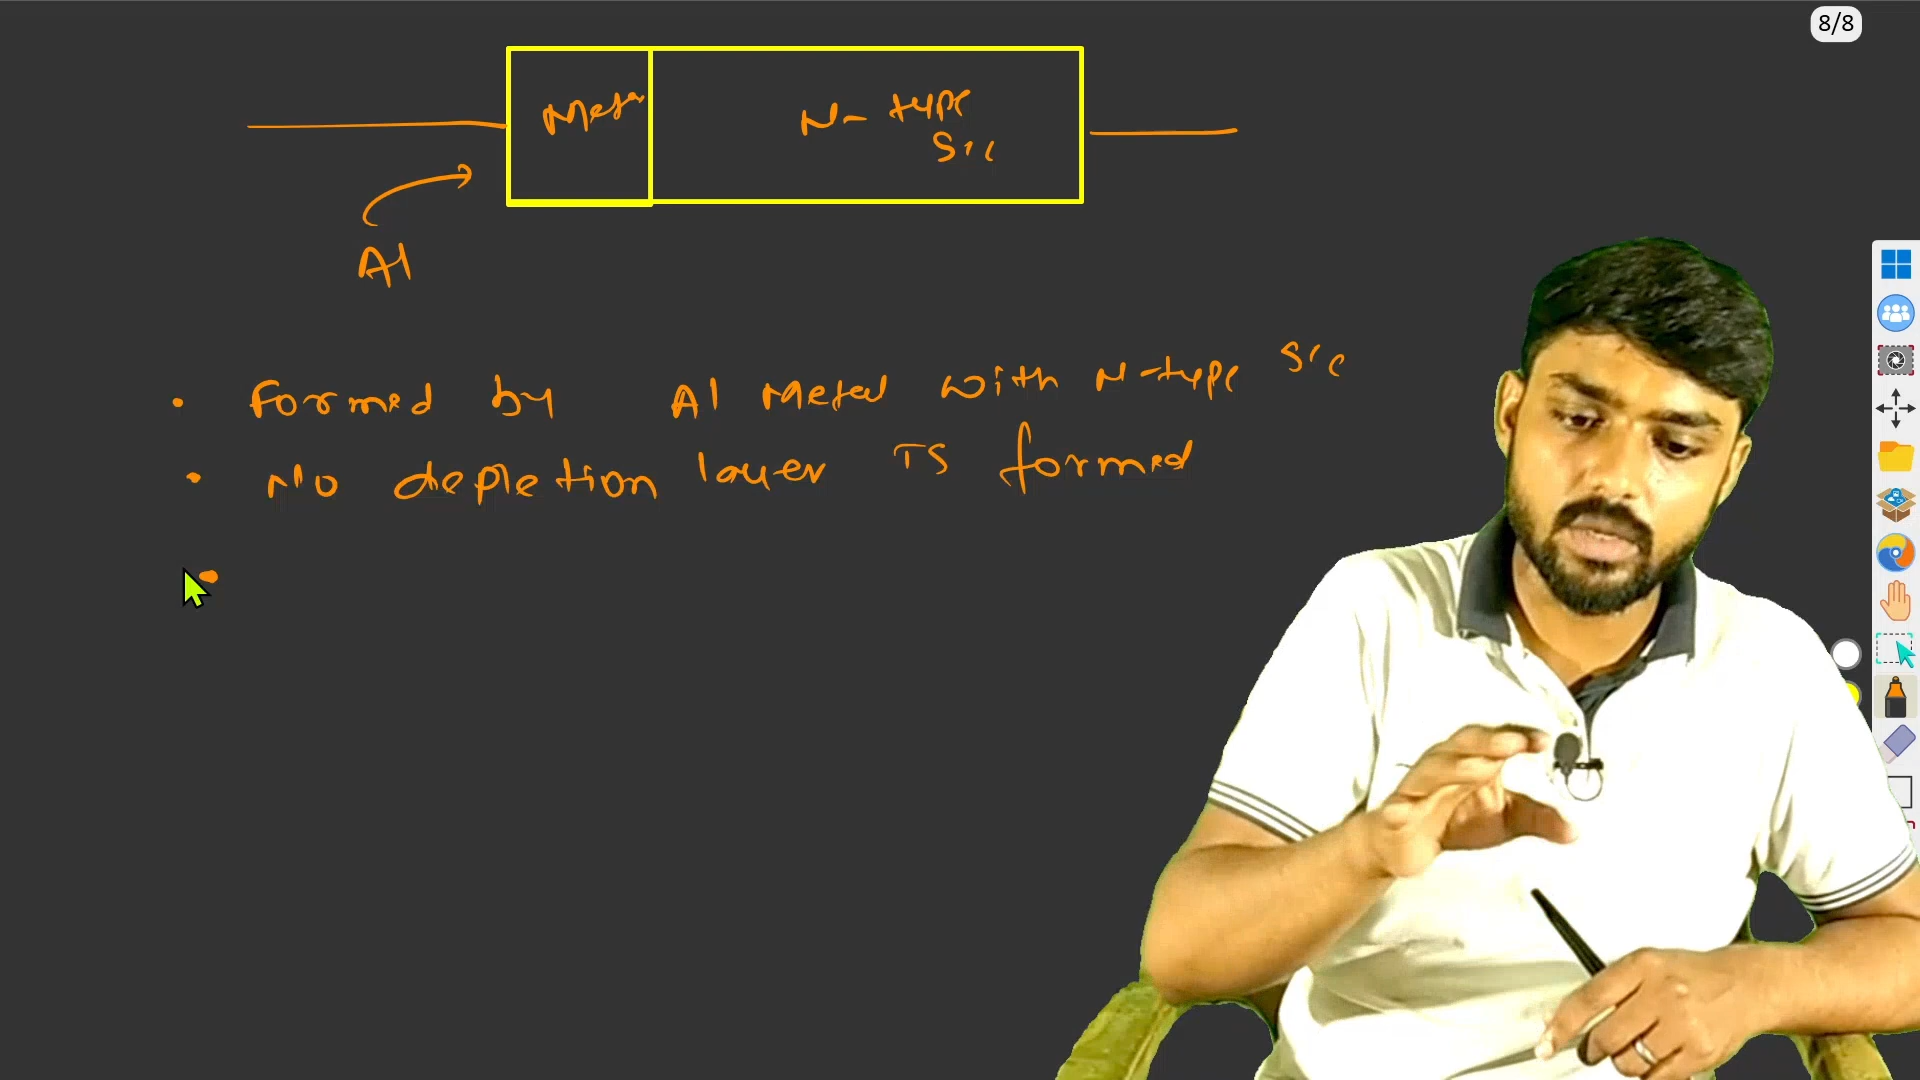 8/8
Metal
N- type
Sic
Al
• formed by Al Metal with N-type Sic
• No depletion layer Is formed
•